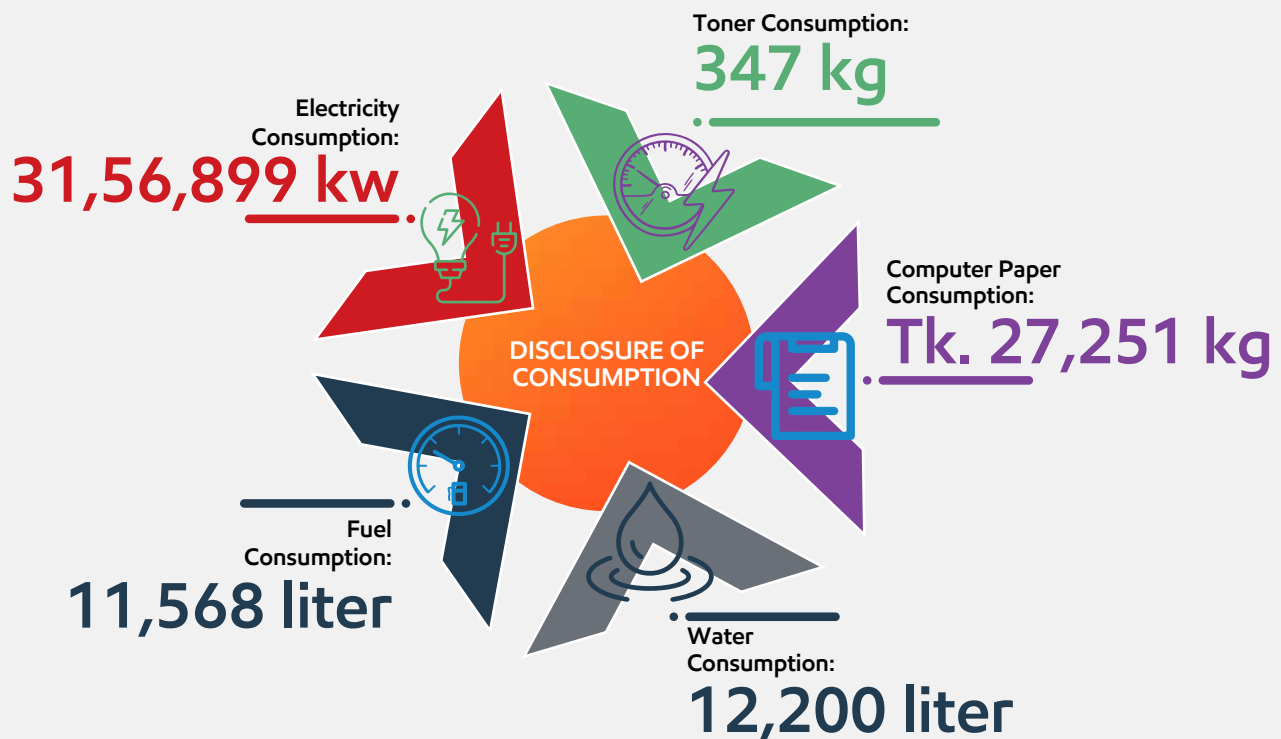 Toner Consumption:
347 kg
Electricity
Consumption:
31,56,899 kw
Computer Paper
Consumption:
Tk. 27,251 kg
DISCLOSURE OF
CONSUMPTION
Fuel
Consumption:
11,568 liter
Water
Consumption:
12,200 liter